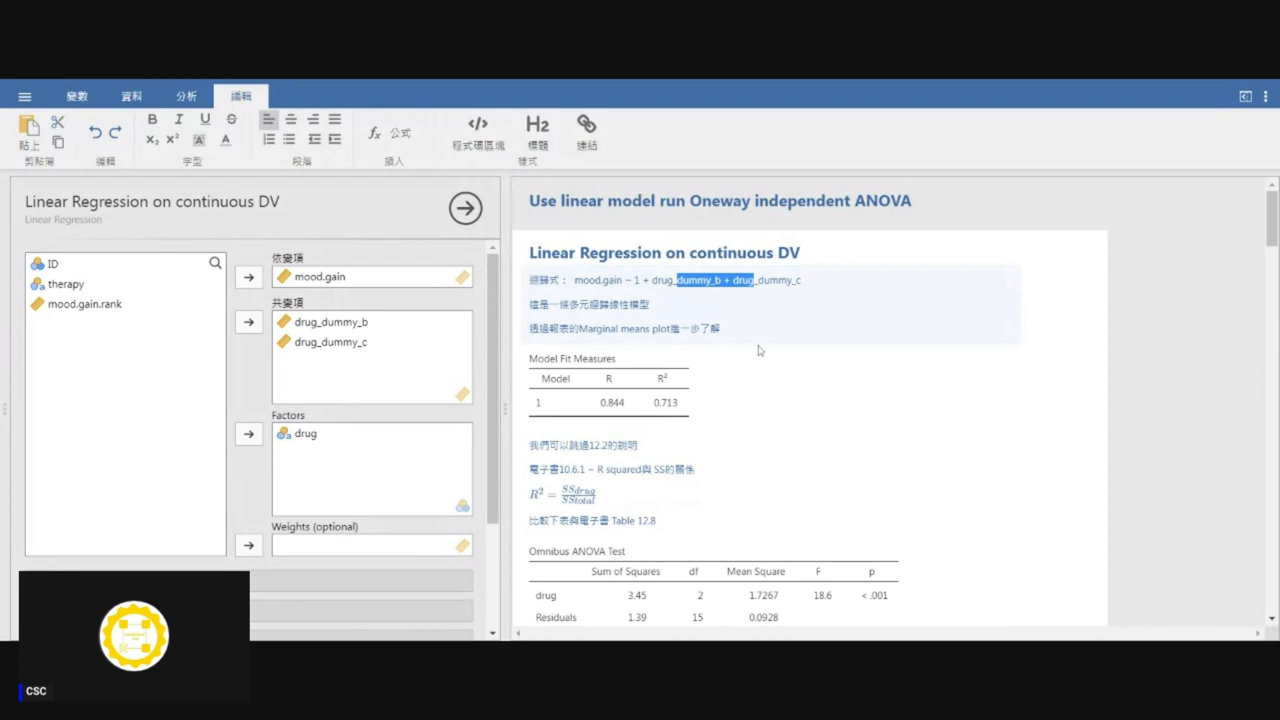 變數 資料 分析 編輯
貼上
B I U S
X₂ X² A A
fx 公式
</> H2
程式碼區塊 標題 連結
剪貼簿 編輯 字型 段落 插入 樣式
Linear Regression on continuous DV
Linear Regression
ID
therapy
mood.gain.rank
依變項
mood.gain
共變項
drug_dummy_b
drug_dummy_c
Factors
drug
Weights (optional)
CSC
Use linear model run Oneway independent ANOVA
Linear Regression on continuous DV
迴歸式： mood.gain ~ 1 + drug_dummy_b + drug_dummy_c
這是一條多元迴歸線性模型
透過報表的Marginal means plot進一步了解
Model Fit Measures
Model R R²
1 0.844 0.713
我們可以跳過12.2的說明
電子書10.6.1 ~ R squared與 SS的關係
R² = SSdrug / SStotal
比較下表與電子書 Table 12.8
Omnibus ANOVA Test
Sum of Squares df Mean Square F p
drug 3.45 2 1.7267 18.6 < .001
Residuals 1.39 15 0.0928